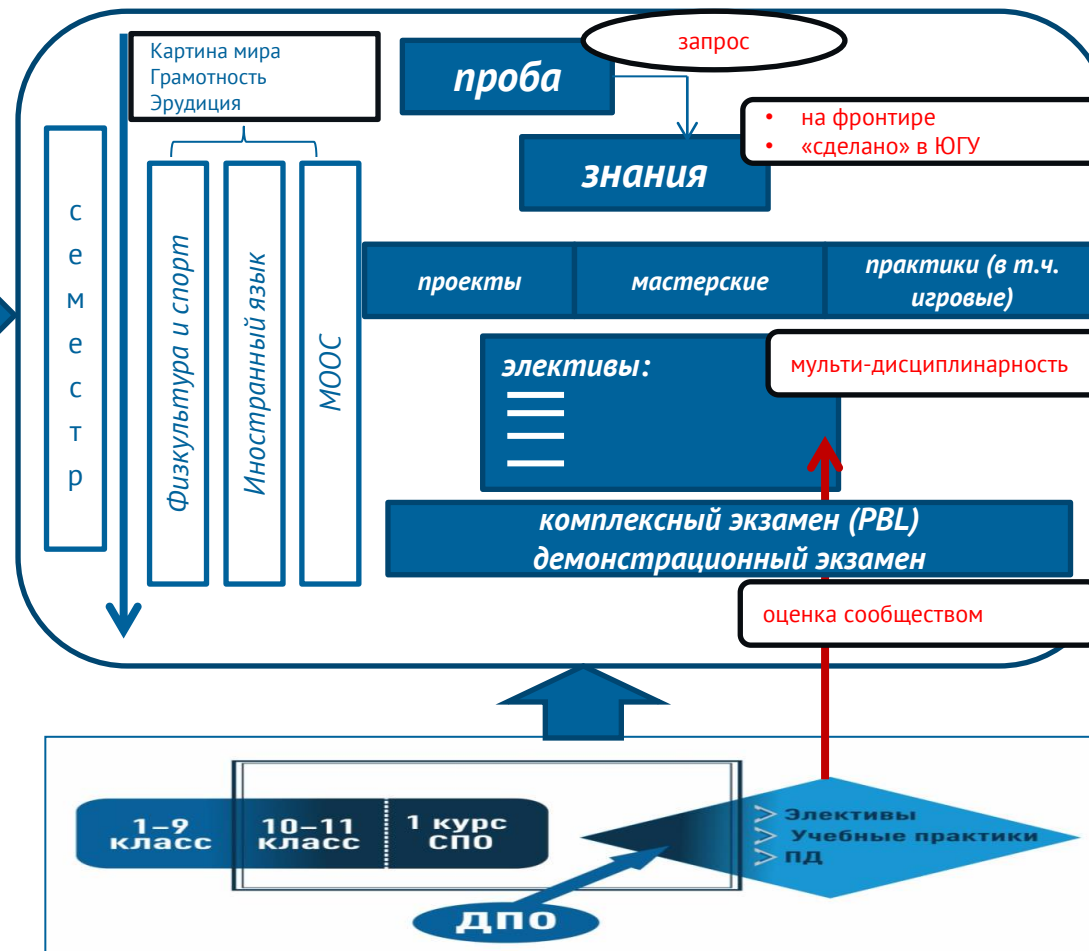 Картина мира
Грамотность
Эрудиция
проба
запрос
знания
• на фронтире
• «сделано» в ЮГУ
семестр
Физкультура и спорт
Иностранный язык
МООС
проекты
мастерские
практики (в т.ч.
игровые)
элективы:
мульти-дисциплинарность
комплексный экзамен (PBL)
демонстрационный экзамен
оценка сообществом
1–9
класс
10–11
класс
1 курс
СПО
Элективы
Учебные практики
ПД
ДПО